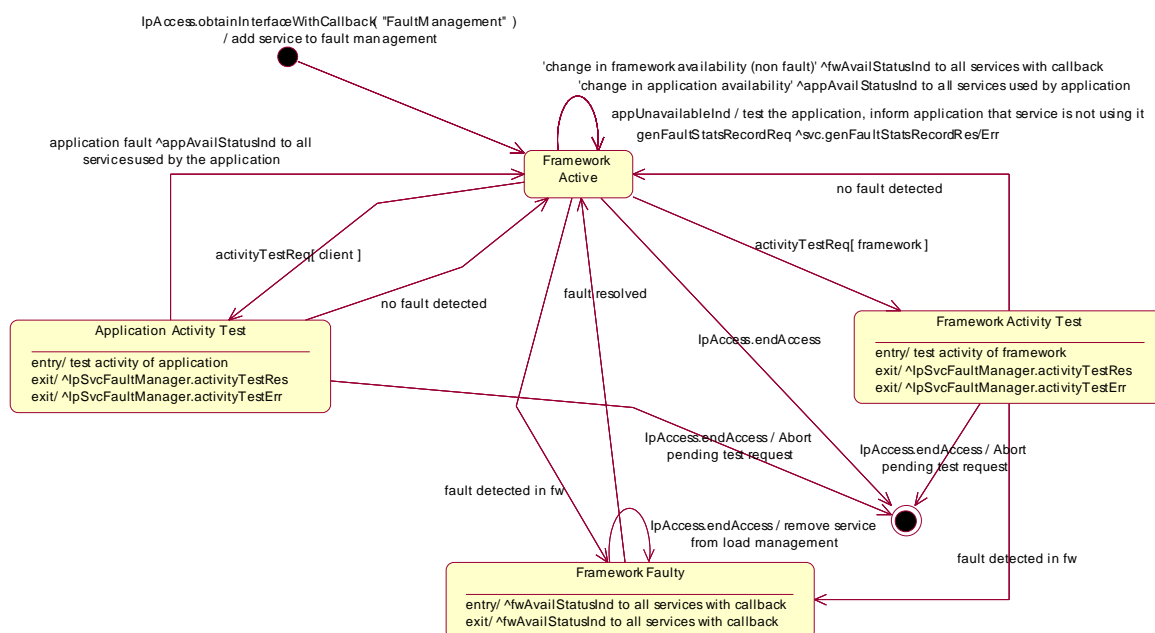 IpAccess.obtainInterfaceWithCallback( "FaultManagement" )
/ add service to fault management
'change in framework availability (non fault)' ^fwAvailStatusInd to all services with callback
'change in application availability' ^appAvailStatusInd to all services used by application
appUnavailableInd / test the application, inform application that service is not using it
genFaultStatsRecordReq ^svc.genFaultStatsRecordRes/Err
application fault ^appAvailStatusInd to all
services used by the application
Framework
Active
no fault detected
activityTestReq[ client ]
activityTestReq[ framework ]
no fault detected
fault resolved
IpAccess.endAccess
Application Activity Test
entry/ test activity of application
exit/ ^IpSvcFaultManager.activityTestRes
exit/ ^IpSvcFaultManager.activityTestErr
Framework Activity Test
entry/ test activity of framework
exit/ ^IpSvcFaultManager.activityTestRes
exit/ ^IpSvcFaultManager.activityTestErr
IpAccess.endAccess / Abort
pending test request
IpAccess.endAccess / Abort
pending test request
fault detected in fw
IpAccess.endAccess / remove service
from load management
fault detected in fw
Framework Faulty
entry/ ^fwAvailStatusInd to all services with callback
exit/ ^fwAvailStatusInd to all services with callback